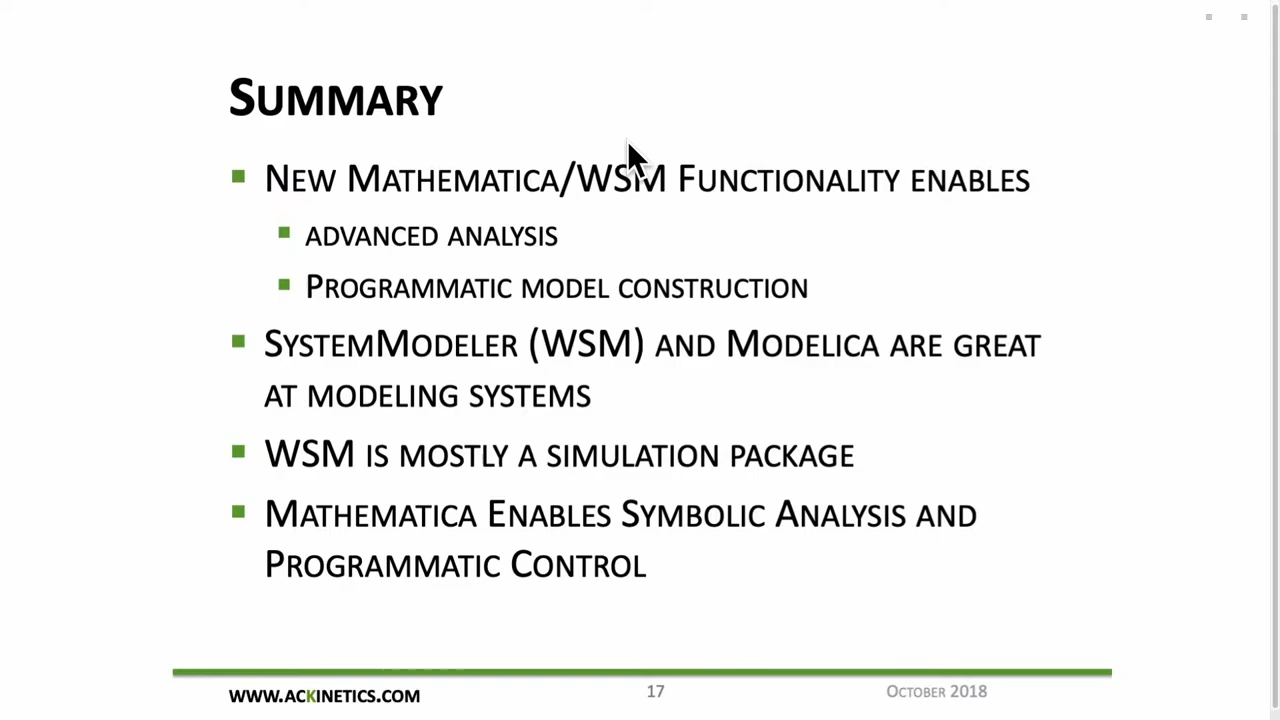 Summary
New Mathematica/WSM Functionality enables
advanced analysis
Programmatic model construction
SystemModeler (WSM) and Modelica are great
at modeling systems
WSM is mostly a simulation package
Mathematica Enables Symbolic Analysis and
Programmatic Control
www.ackinetics.com
17
October 2018